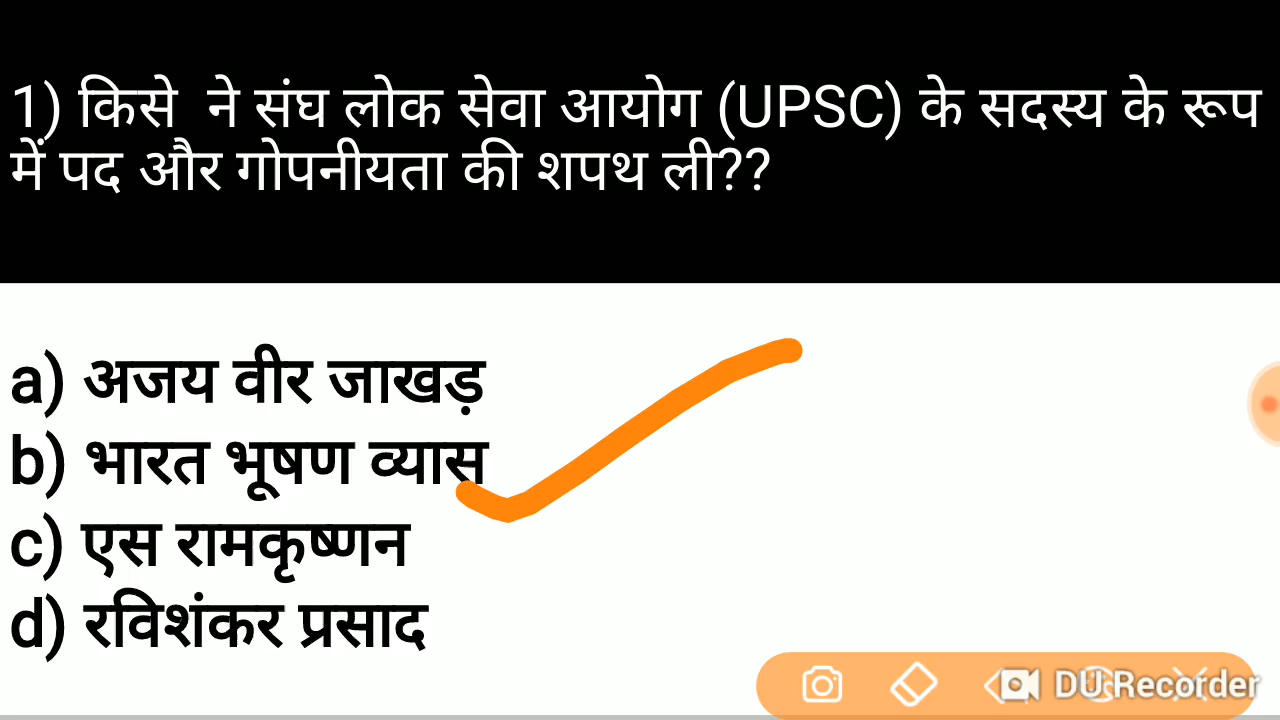 1) किसे ने संघ लोक सेवा आयोग (UPSC) के सदस्य के रूप
में पद और गोपनीयता की शपथ ली??
a) अजय वीर जाखड़
b) भारत भूषण व्यास
c) एस रामकृष्णन
d) रविशंकर प्रसाद
DU Recorder